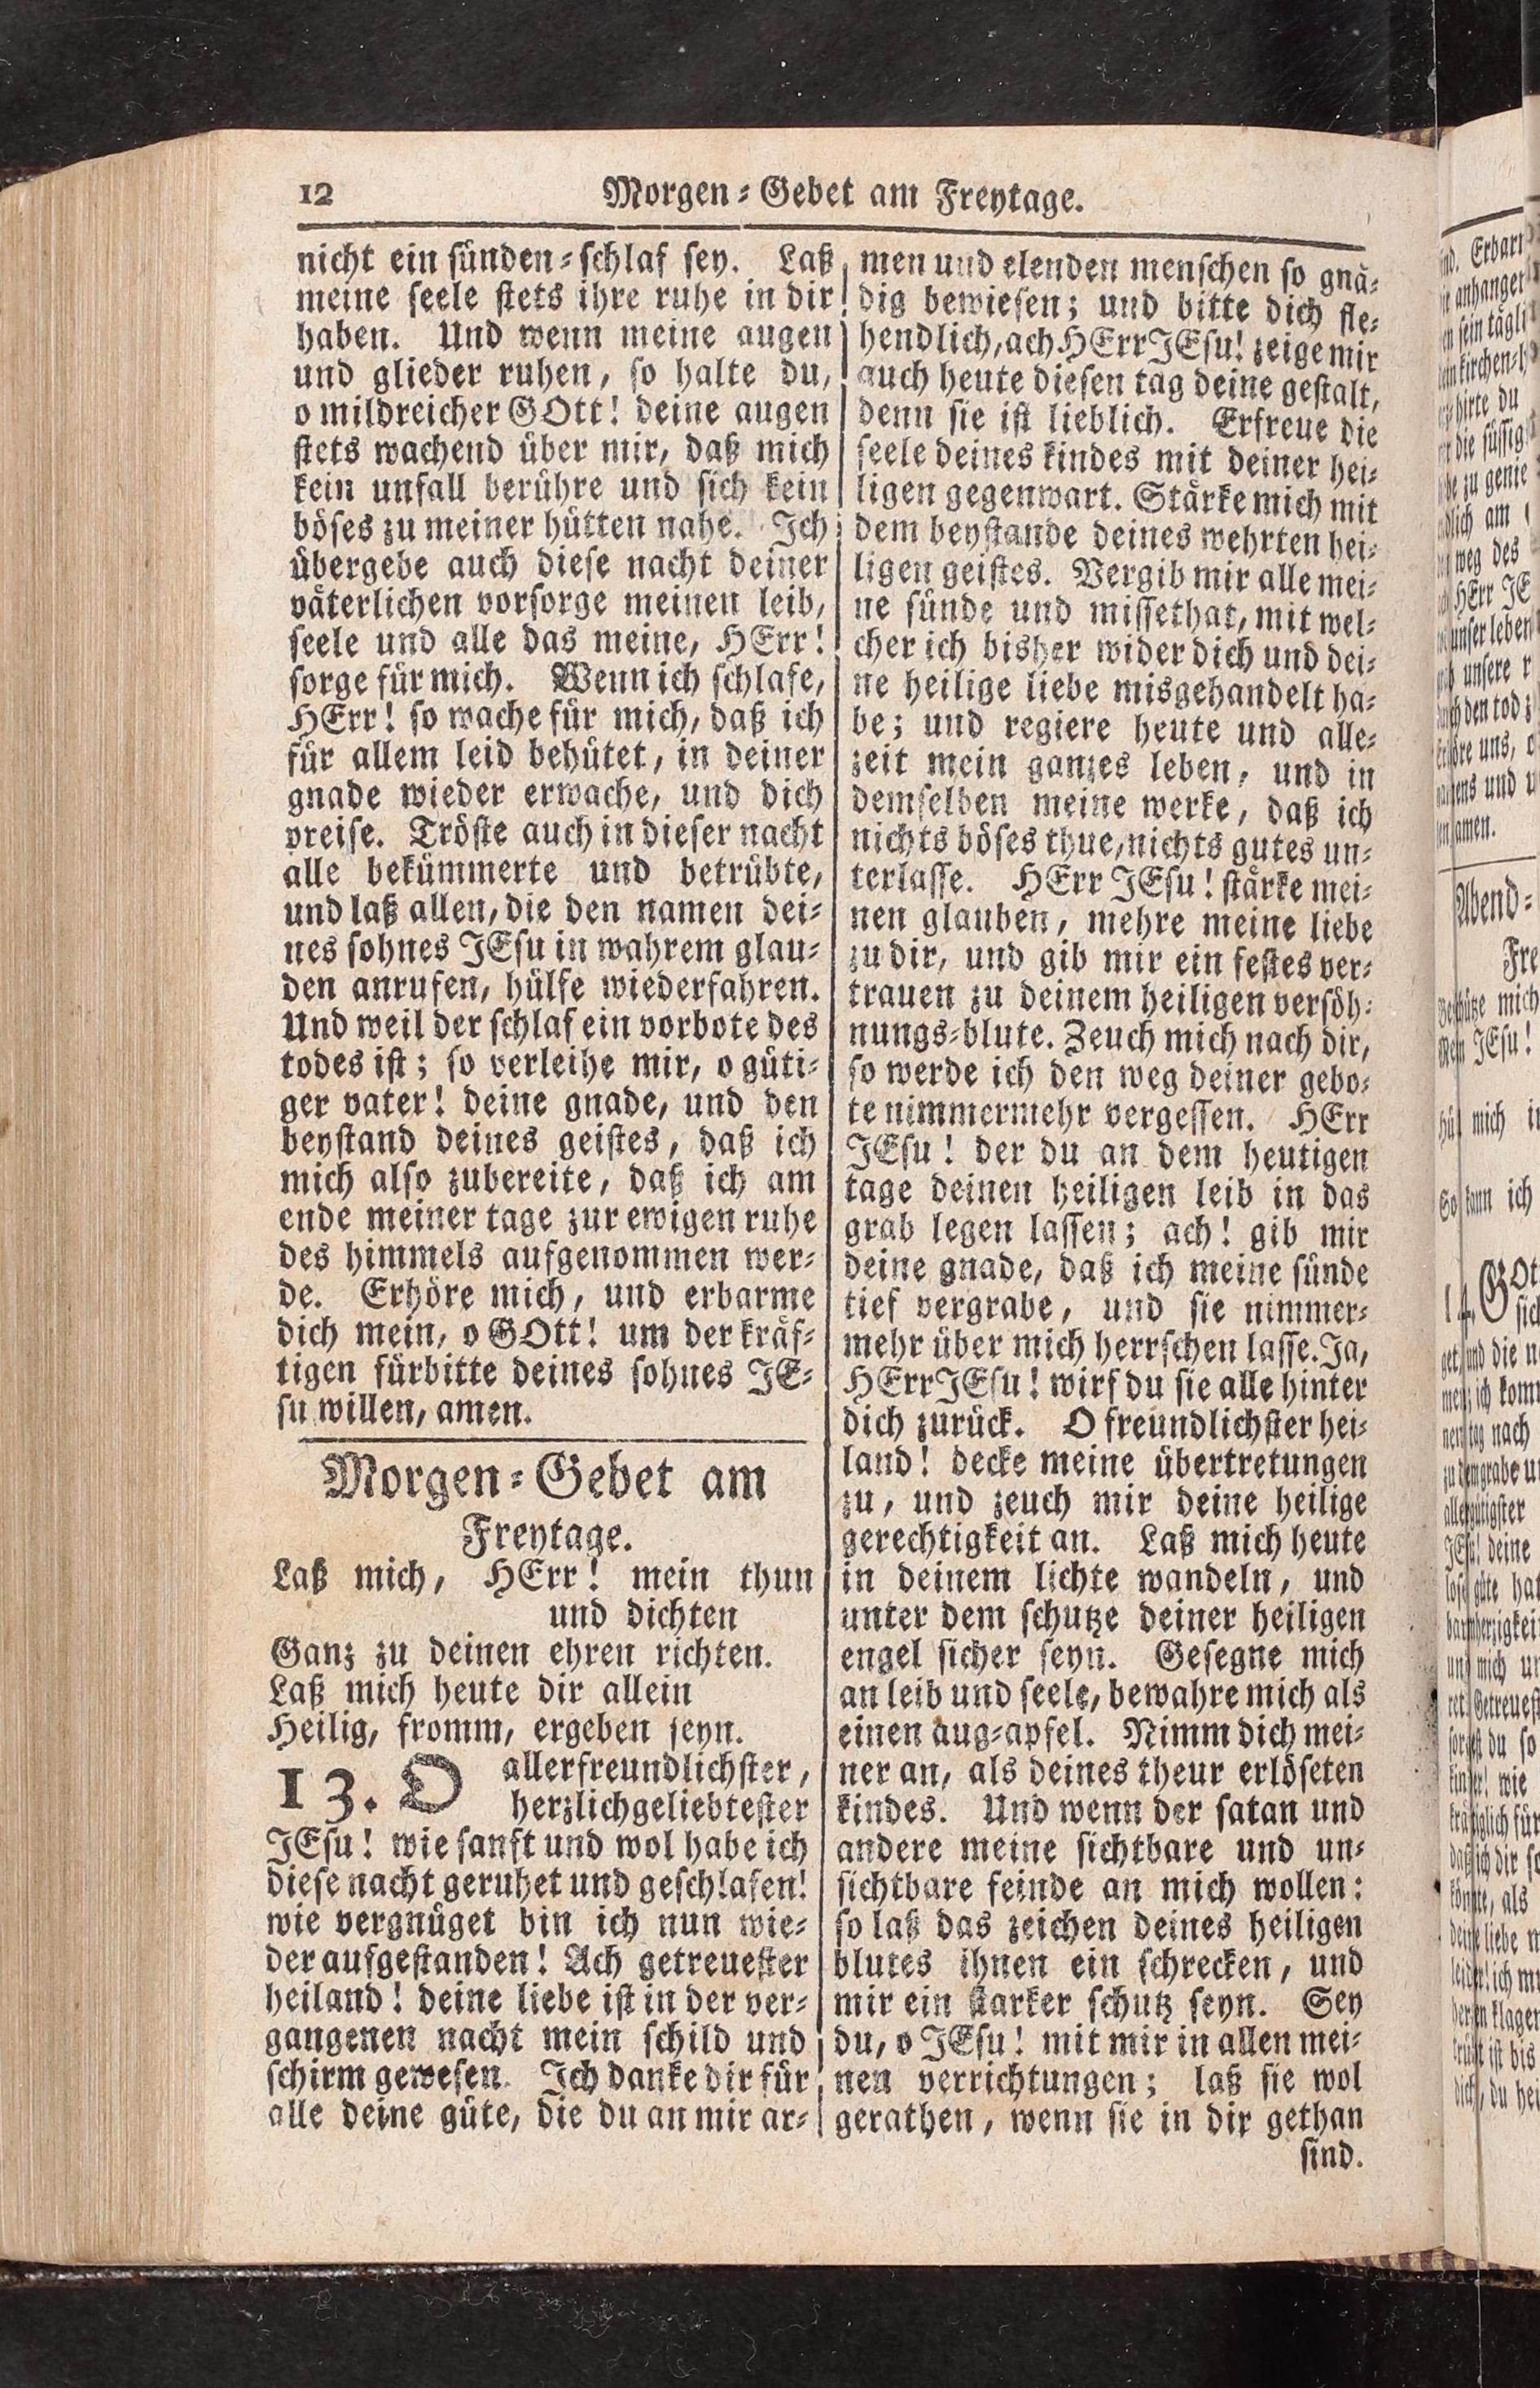 12 Morgen-Gebet am Freytage.
nicht ein sünden-schlaf sey. Laß
meine seele stets ihre ruhe in dir
haben. Und wenn meine augen
und glieder ruhen, so halte du,
o mildreicher GOtt! deine augen
stets wachend über mir, daß mich
kein unfall berühre und sich kein
böses zu meiner hütten nahe. Ich
übergebe auch diese nacht deiner
väterlichen vorsorge meinen leib,
seele und alle das meine, HErr!
sorge für mich. Wenn ich schlafe,
HErr! so wache für mich, daß ich
für allem leid behütet, in deiner
gnade wieder erwache, und dich
preise. Tröste auch in dieser nacht
alle bekümmerte und betrübte,
und laß allen, die den namen dei-
nes sohnes JEsu in wahrem glau-
den anrufen, hülfe wiederfahren.
Und weil der schlaf ein vorbote des
todes ist; so verleihe mir, o güti-
ger vater! deine gnade, und den
beystand deines geistes, daß ich
mich also zubereite, daß ich am
ende meiner tage zur ewigen ruhe
des himmels aufgenommen wer-
de. Erhöre mich, und erbarme
dich mein, o GOtt! um der kräf-
tigen fürbitte deines sohnes JE-
su willen, amen.
Morgen-Gebet am
Freytage.
Laß mich, HErr! mein thun
und dichten
Ganz zu deinen ehren richten.
Laß mich heute dir allein
Heilig, fromm, ergeben seyn.
13. O allerfreundlichster,
herzlichgeliebtester
JEsu! wie sanft und wol habe ich
diese nacht geruhet und geschlafen!
wie vergnüget bin ich nun wie-
der aufgestanden! Ach getreuester
heiland! deine liebe ist in der ver-
gangenen nacht mein schild und
schirm gewesen. Ich danke dir für
alle deine güte, die du an mir ar-
men und elenden menschen so gnä-
dig bewiesen; und bitte dich fle-
hendlich, ach HErr JEsu! zeige mir
auch heute diesen tag deine gestalt,
denn sie ist lieblich. Erfreue die
seele deines kindes mit deiner hei-
ligen gegenwart. Stärke mich mit
dem beystande deines wehrten hei-
ligen geistes. Vergib mir alle mei-
ne sünde und missethat, mit wel-
cher ich bisher wider dich und dei-
ne heilige liebe misgehandelt ha-
be; und regiere heute und alle-
zeit mein ganzes leben, und in
demselben meine werke, daß ich
nichts böses thue, nichts gutes un-
terlasse. HErr JEsu! stärke mei-
nen glauben, mehre meine liebe
zu dir, und gib mir ein festes ver-
trauen zu deinem heiligen versöh-
nungs-blute. Zeuch mich nach dir,
so werde ich den weg deiner gebo-
te nimmermehr vergessen. HErr
JEsu! der du an dem heutigen
tage deinen heiligen leib in das
grab legen lassen; ach! gib mir
deine gnade, daß ich meine sünde
tief vergrabe, und sie nimmer-
mehr über mich herrschen lasse. Ja,
HErr JEsu! wirf du sie alle hinter
dich zurück. O freundlichster hei-
land! decke meine übertretungen
zu, und zeuch mir deine heilige
gerechtigkeit an. Laß mich heute
in deinem lichte wandeln, und
unter dem schutze deiner heiligen
engel sicher seyn. Gesegne mich
an leib und seele, bewahre mich als
einen aug-apfel. Nimm dich mei-
ner an, als deines theur erlöseten
kindes. Und wenn der satan und
andere meine sichtbare und un-
sichtbare feinde an mich wollen:
so laß das zeichen deines heiligen
blutes ihnen ein schrecken, und
mir ein starker schutz seyn. Sey
du, o JEsu! mit mir in allen mei-
nen verrichtungen; laß sie wol
gerathen, wenn sie in dir gethan
sind.